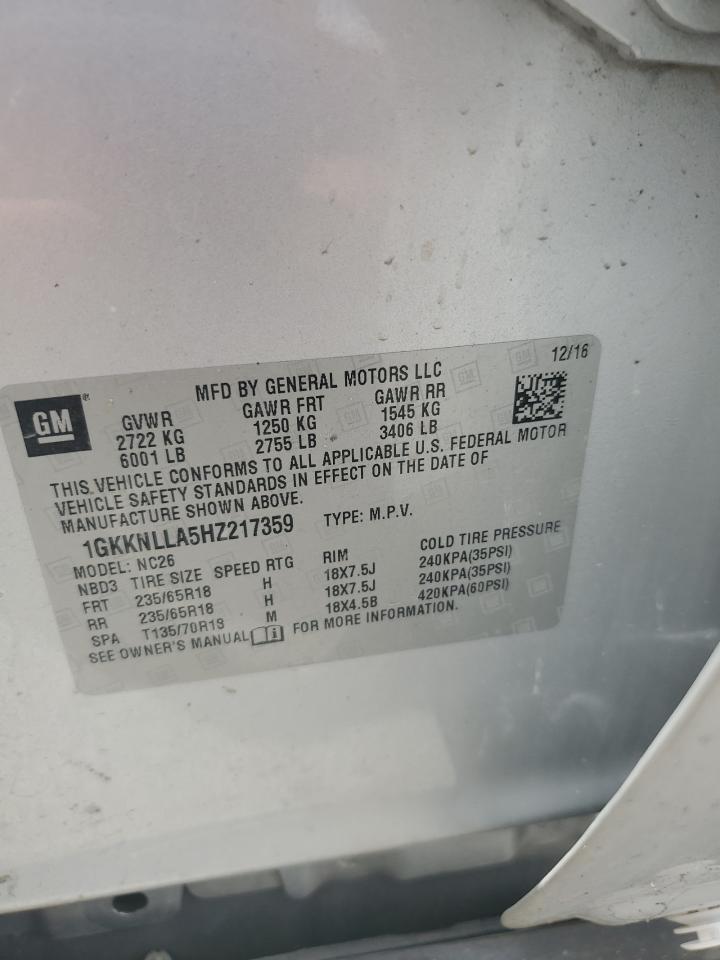 12/16
MFD BY GENERAL MOTORS LLC
GM®
GVWR GAWR FRT GAWR RR
2722 KG 1250 KG 1545 KG
6001 LB 2755 LB 3406 LB
THIS VEHICLE CONFORMS TO ALL APPLICABLE U.S. FEDERAL MOTOR
VEHICLE SAFETY STANDARDS IN EFFECT ON THE DATE OF
MANUFACTURE SHOWN ABOVE.
1GKKNLLA5HZ217359 TYPE: M.P.V.
MODEL: NC26
NBD3 TIRE SIZE SPEED RTG RIM COLD TIRE PRESSURE
FRT 235/65R18 H 18X7.5J 240KPA(35PSI)
RR 235/65R18 H 18X7.5J 240KPA(35PSI)
SPA T135/70R18 M 18X4.5B 420KPA(60PSI)
SEE OWNER'S MANUAL FOR MORE INFORMATION.